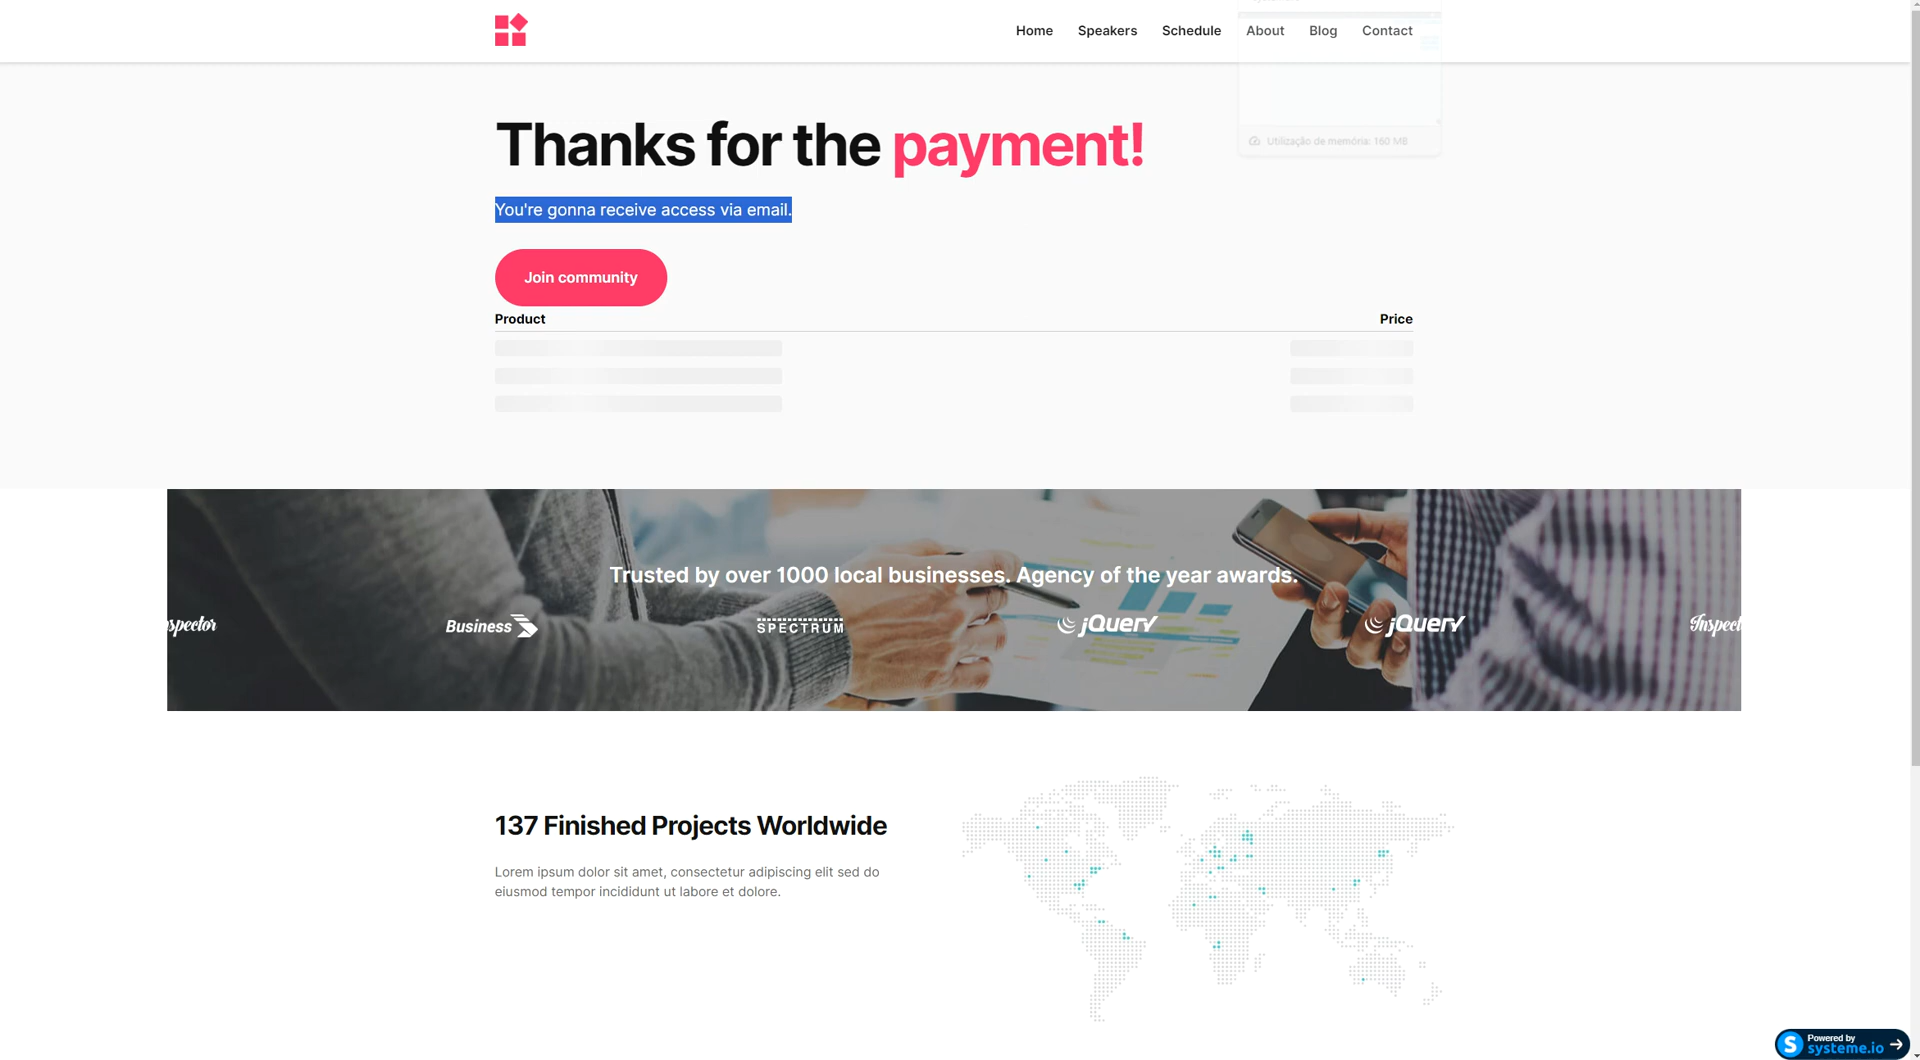 Home Speakers Schedule About Blog Contact
Utilização de memória: 160 MB
Thanks for the payment!
You're gonna receive access via email.
Join community
Product Price
Trusted by over 1000 local businesses. Agency of the year awards.
spector Business SPECTRUM jQuery jQuery Inspect
137 Finished Projects Worldwide
Lorem ipsum dolor sit amet, consectetur adipiscing elit sed do
eiusmod tempor incididunt ut labore et dolore.
Powered by
systeme.io